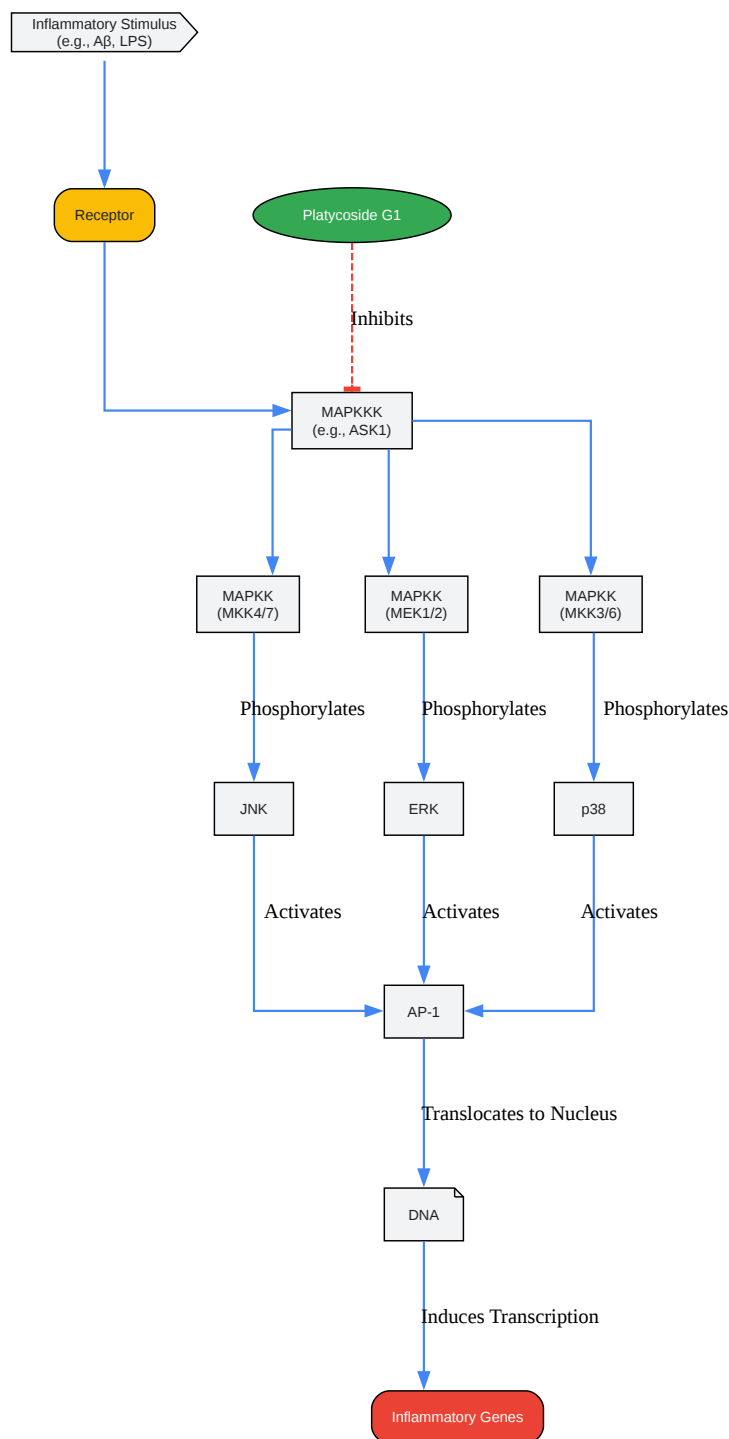 Inflammatory Stimulus
(e.g., Aβ, LPS)
Receptor
Platycoside G1
Inhibits
MAPKKK
(e.g., ASK1)
MAPKK
(MKK4/7)
MAPKK
(MEK1/2)
MAPKK
(MKK3/6)
Phosphorylates
Phosphorylates
Phosphorylates
JNK
ERK
p38
Activates
Activates
Activates
AP-1
Translocates to Nucleus
DNA
Induces Transcription
Inflammatory Genes